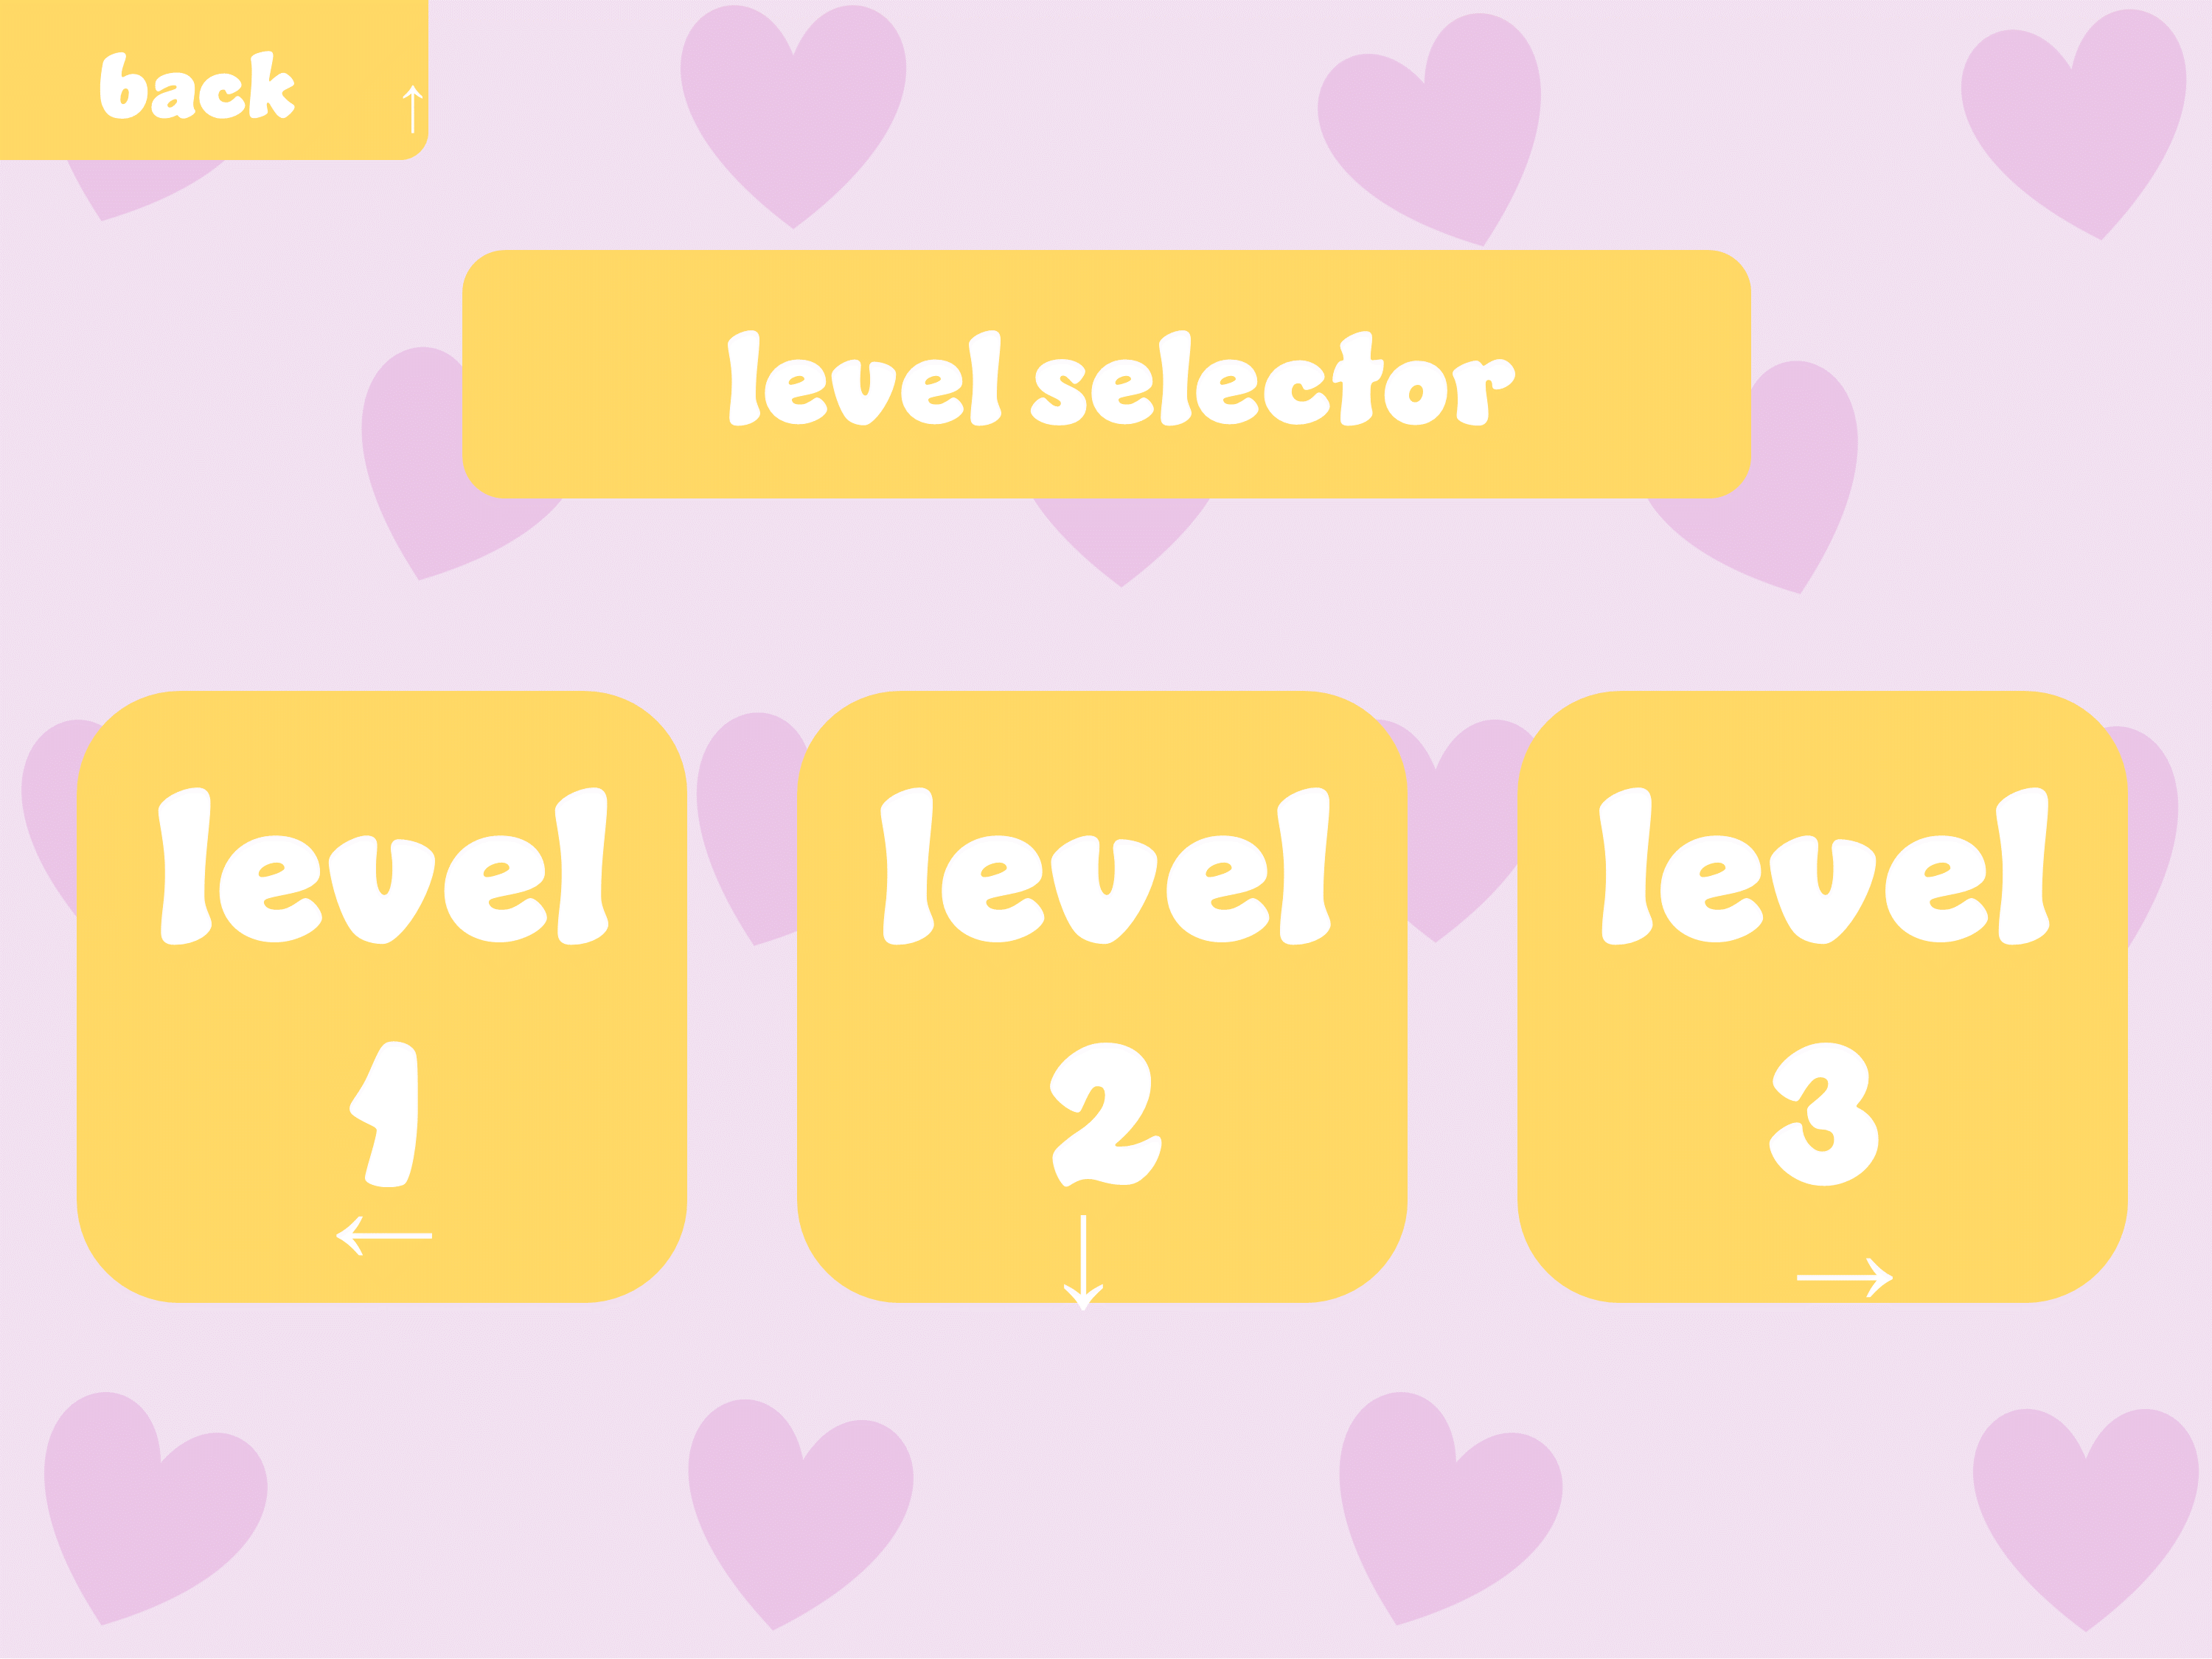 back ↑
level selector
level level level
1 2 3
← ↓ →